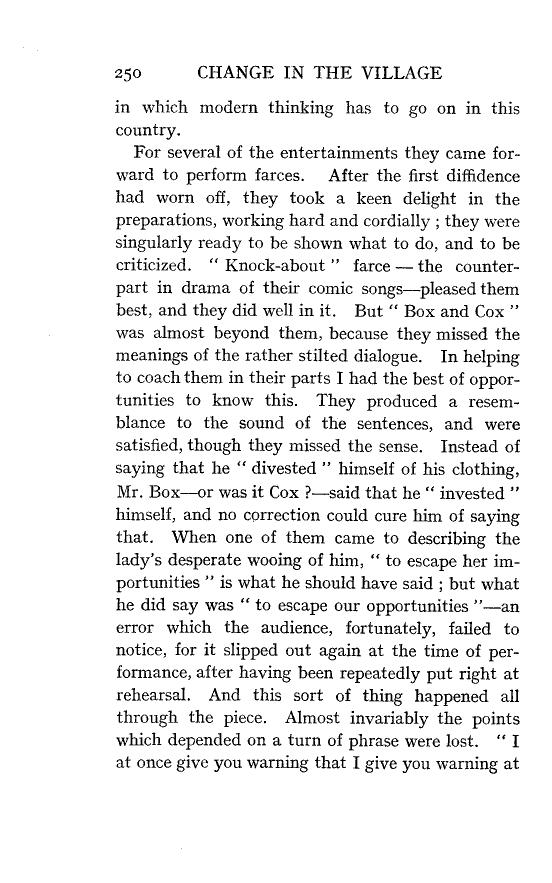 250 CHANGE IN THE VILLAGE
in which modern thinking has to go on in this
country.
For several of the entertainments they came for-
ward to perform farces. After the first diffidence
had worn off, they took a keen delight in the
preparations, working hard and cordially ; they were
singularly ready to be shown what to do, and to be
criticized. “ Knock-about ” farce — the counter-
part in drama of their comic songs—pleased them
best, and they did well in it. But “ Box and Cox ”
was almost beyond them, because they missed the
meanings of the rather stilted dialogue. In helping
to coach them in their parts I had the best of oppor-
tunities to know this. They produced a resem-
blance to the sound of the sentences, and were
satisfied, though they missed the sense. Instead of
saying that he “ divested ” himself of his clothing,
Mr. Box—or was it Cox ?—said that he “ invested ”
himself, and no correction could cure him of saying
that. When one of them came to describing the
lady's desperate wooing of him, “ to escape her im-
portunities ” is what he should have said ; but what
he did say was “ to escape our opportunities ”—an
error which the audience, fortunately, failed to
notice, for it slipped out again at the time of per-
formance, after having been repeatedly put right at
rehearsal. And this sort of thing happened all
through the piece. Almost invariably the points
which depended on a turn of phrase were lost. “ I
at once give you warning that I give you warning at